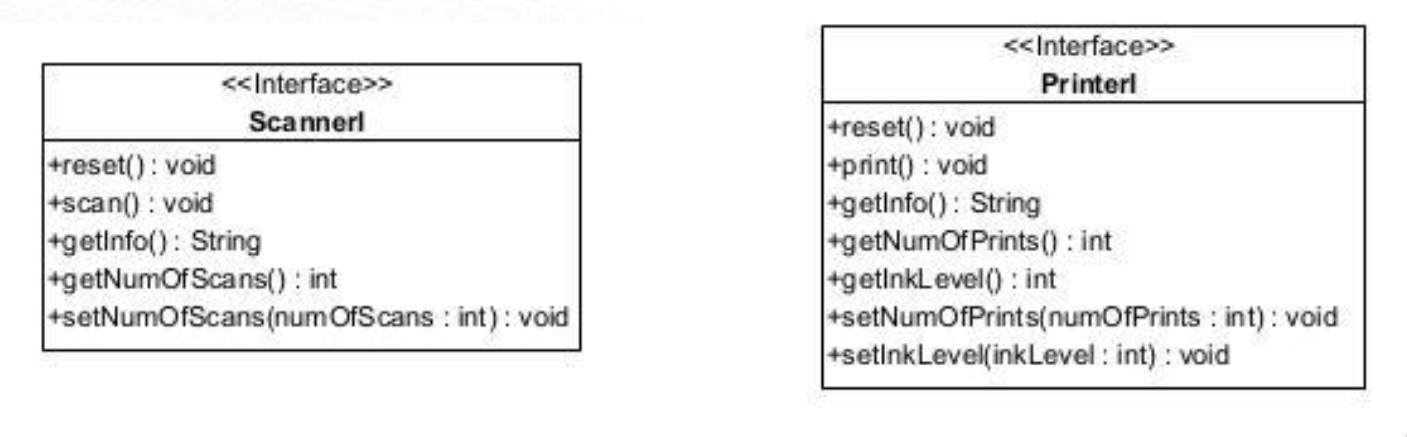 <<Interface>>
ScannerI
+reset() : void
+scan() : void
+getInfo() : String
+getNumOfScans() : int
+setNumOfScans(numOfScans : int) : void
<<Interface>>
PrinterI
+reset() : void
+print() : void
+getInfo() : String
+getNumOfPrints() : int
+getInkLevel() : int
+setNumOfPrints(numOfPrints : int) : void
+setInkLevel(inkLevel : int) : void